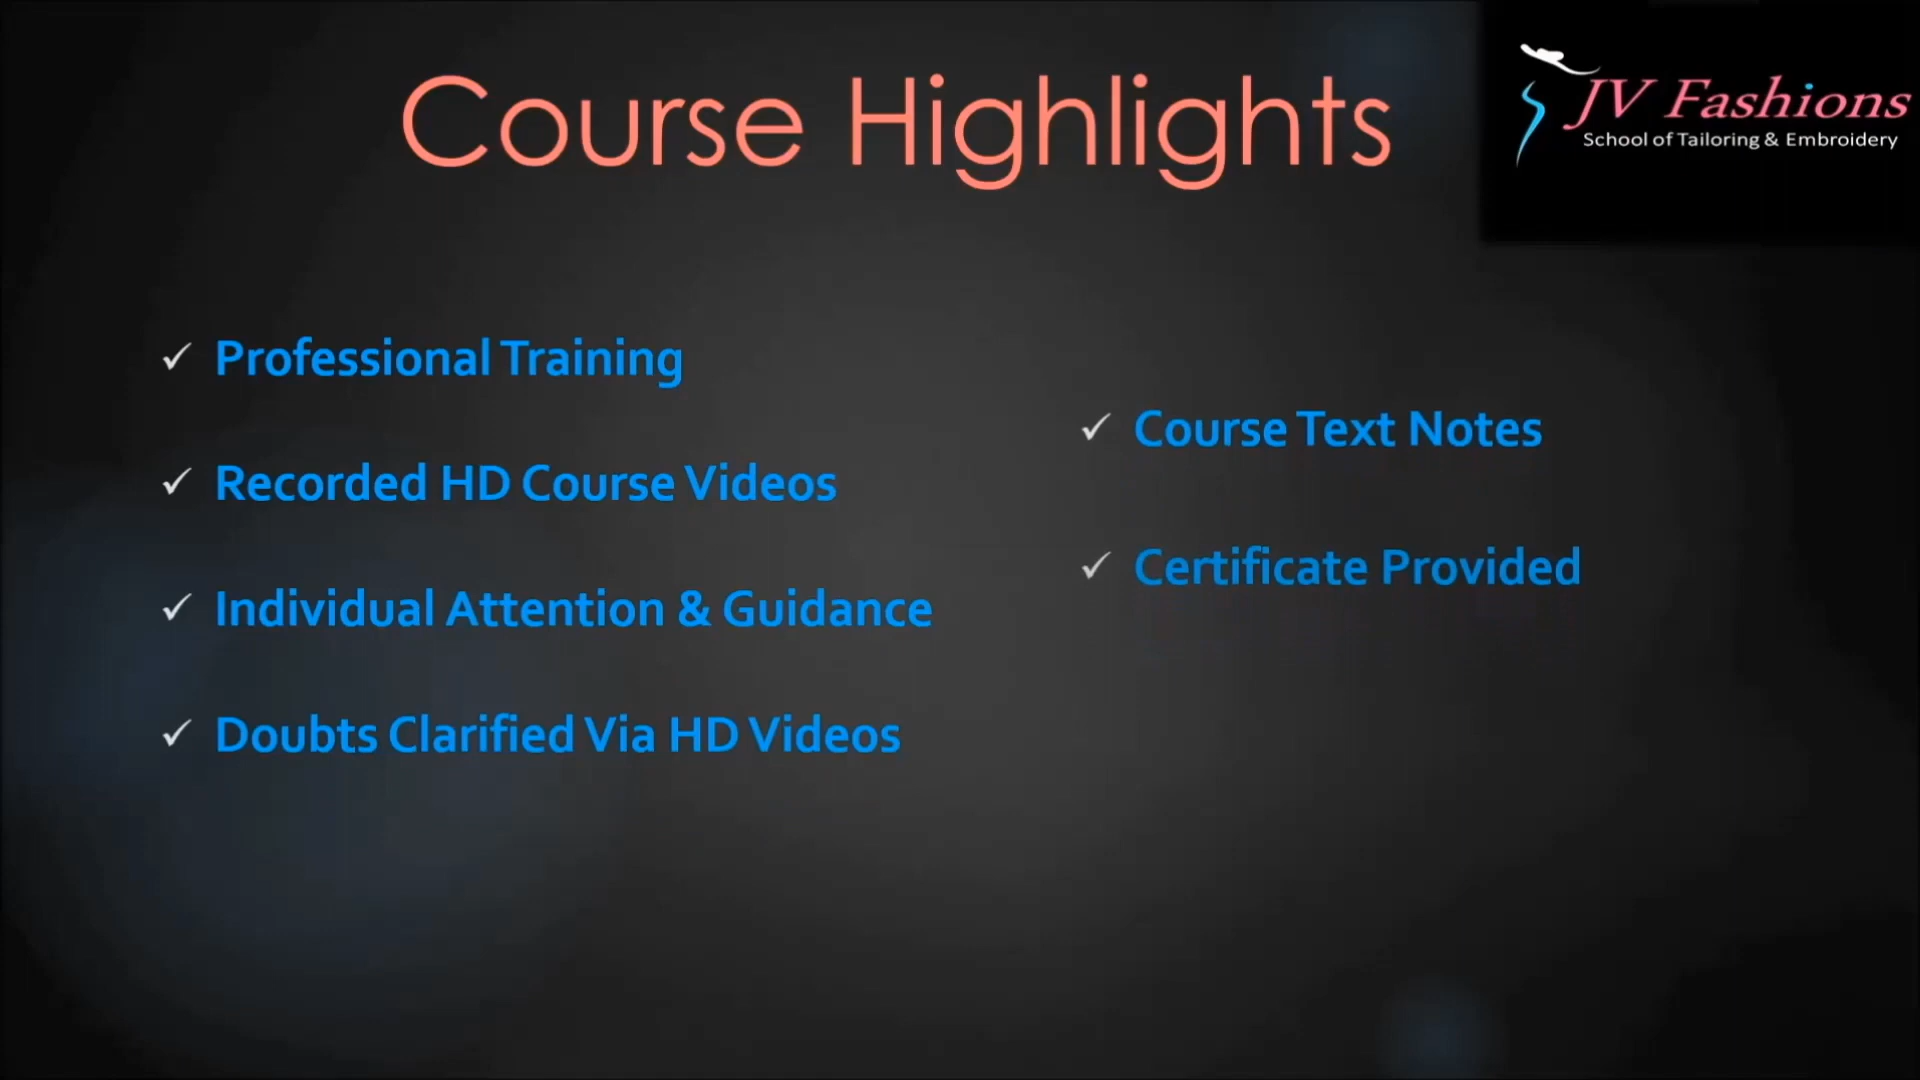 Course Highlights
JV Fashions
School of Tailoring & Embroidery
Professional Training
Recorded HD Course Videos
Individual Attention & Guidance
Doubts Clarified Via HD Videos
Course Text Notes
Certificate Provided